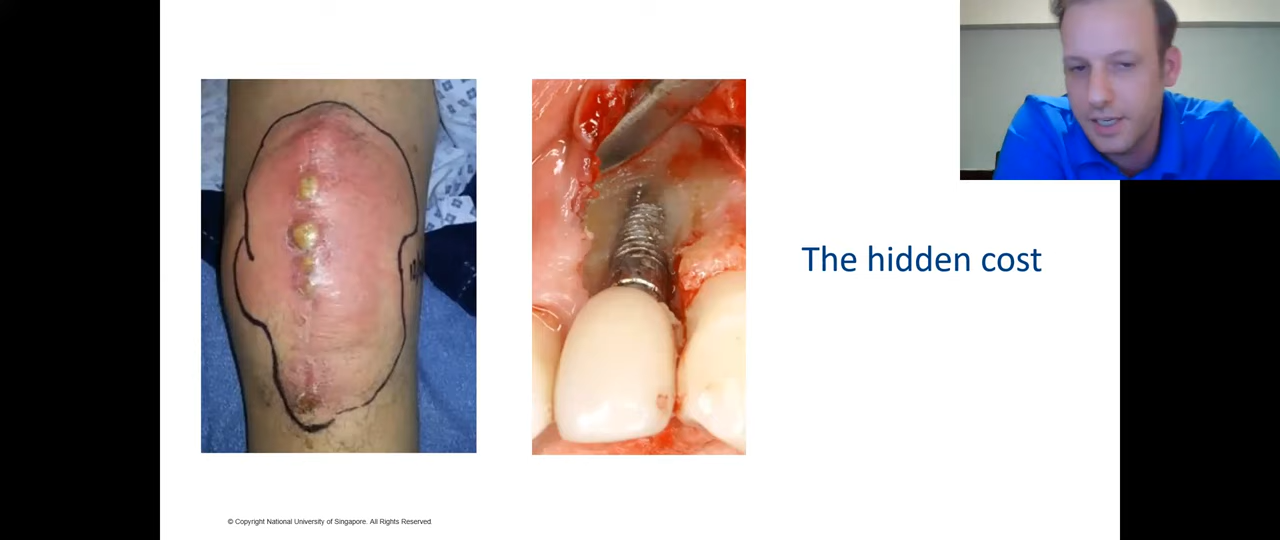 The hidden cost
© Copyright National University of Singapore. All Rights Reserved.